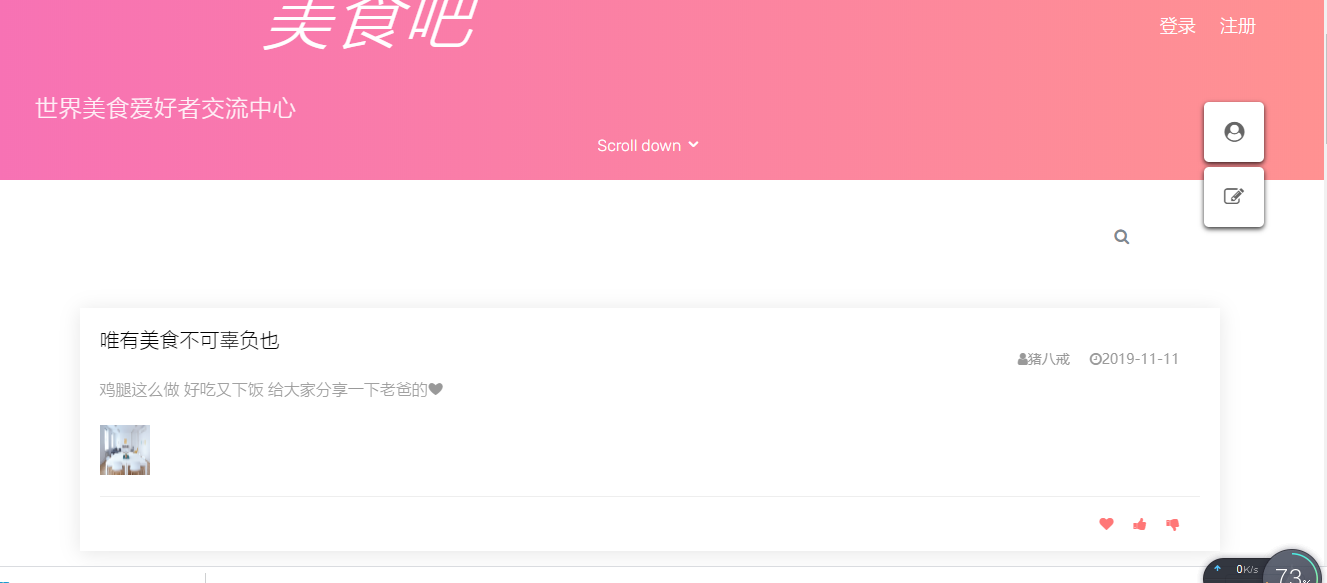 美食吧
登录 注册
世界美食爱好者交流中心
Scroll down
唯有美食不可辜负也
猪八戒 2019-11-11
鸡腿这么做 好吃又下饭 给大家分享一下老爸的
0K/s
73%